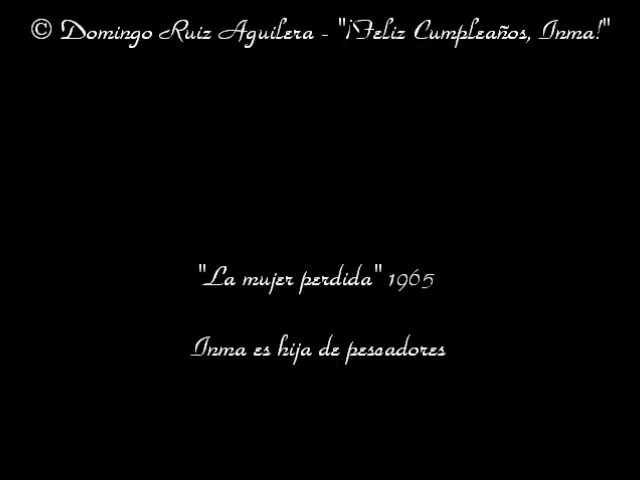 © Domingo Ruiz Aguilera - "¡Feliz Cumpleaños, Inma!"
"La mujer perdida" 1965
Inma es hija de pescadores